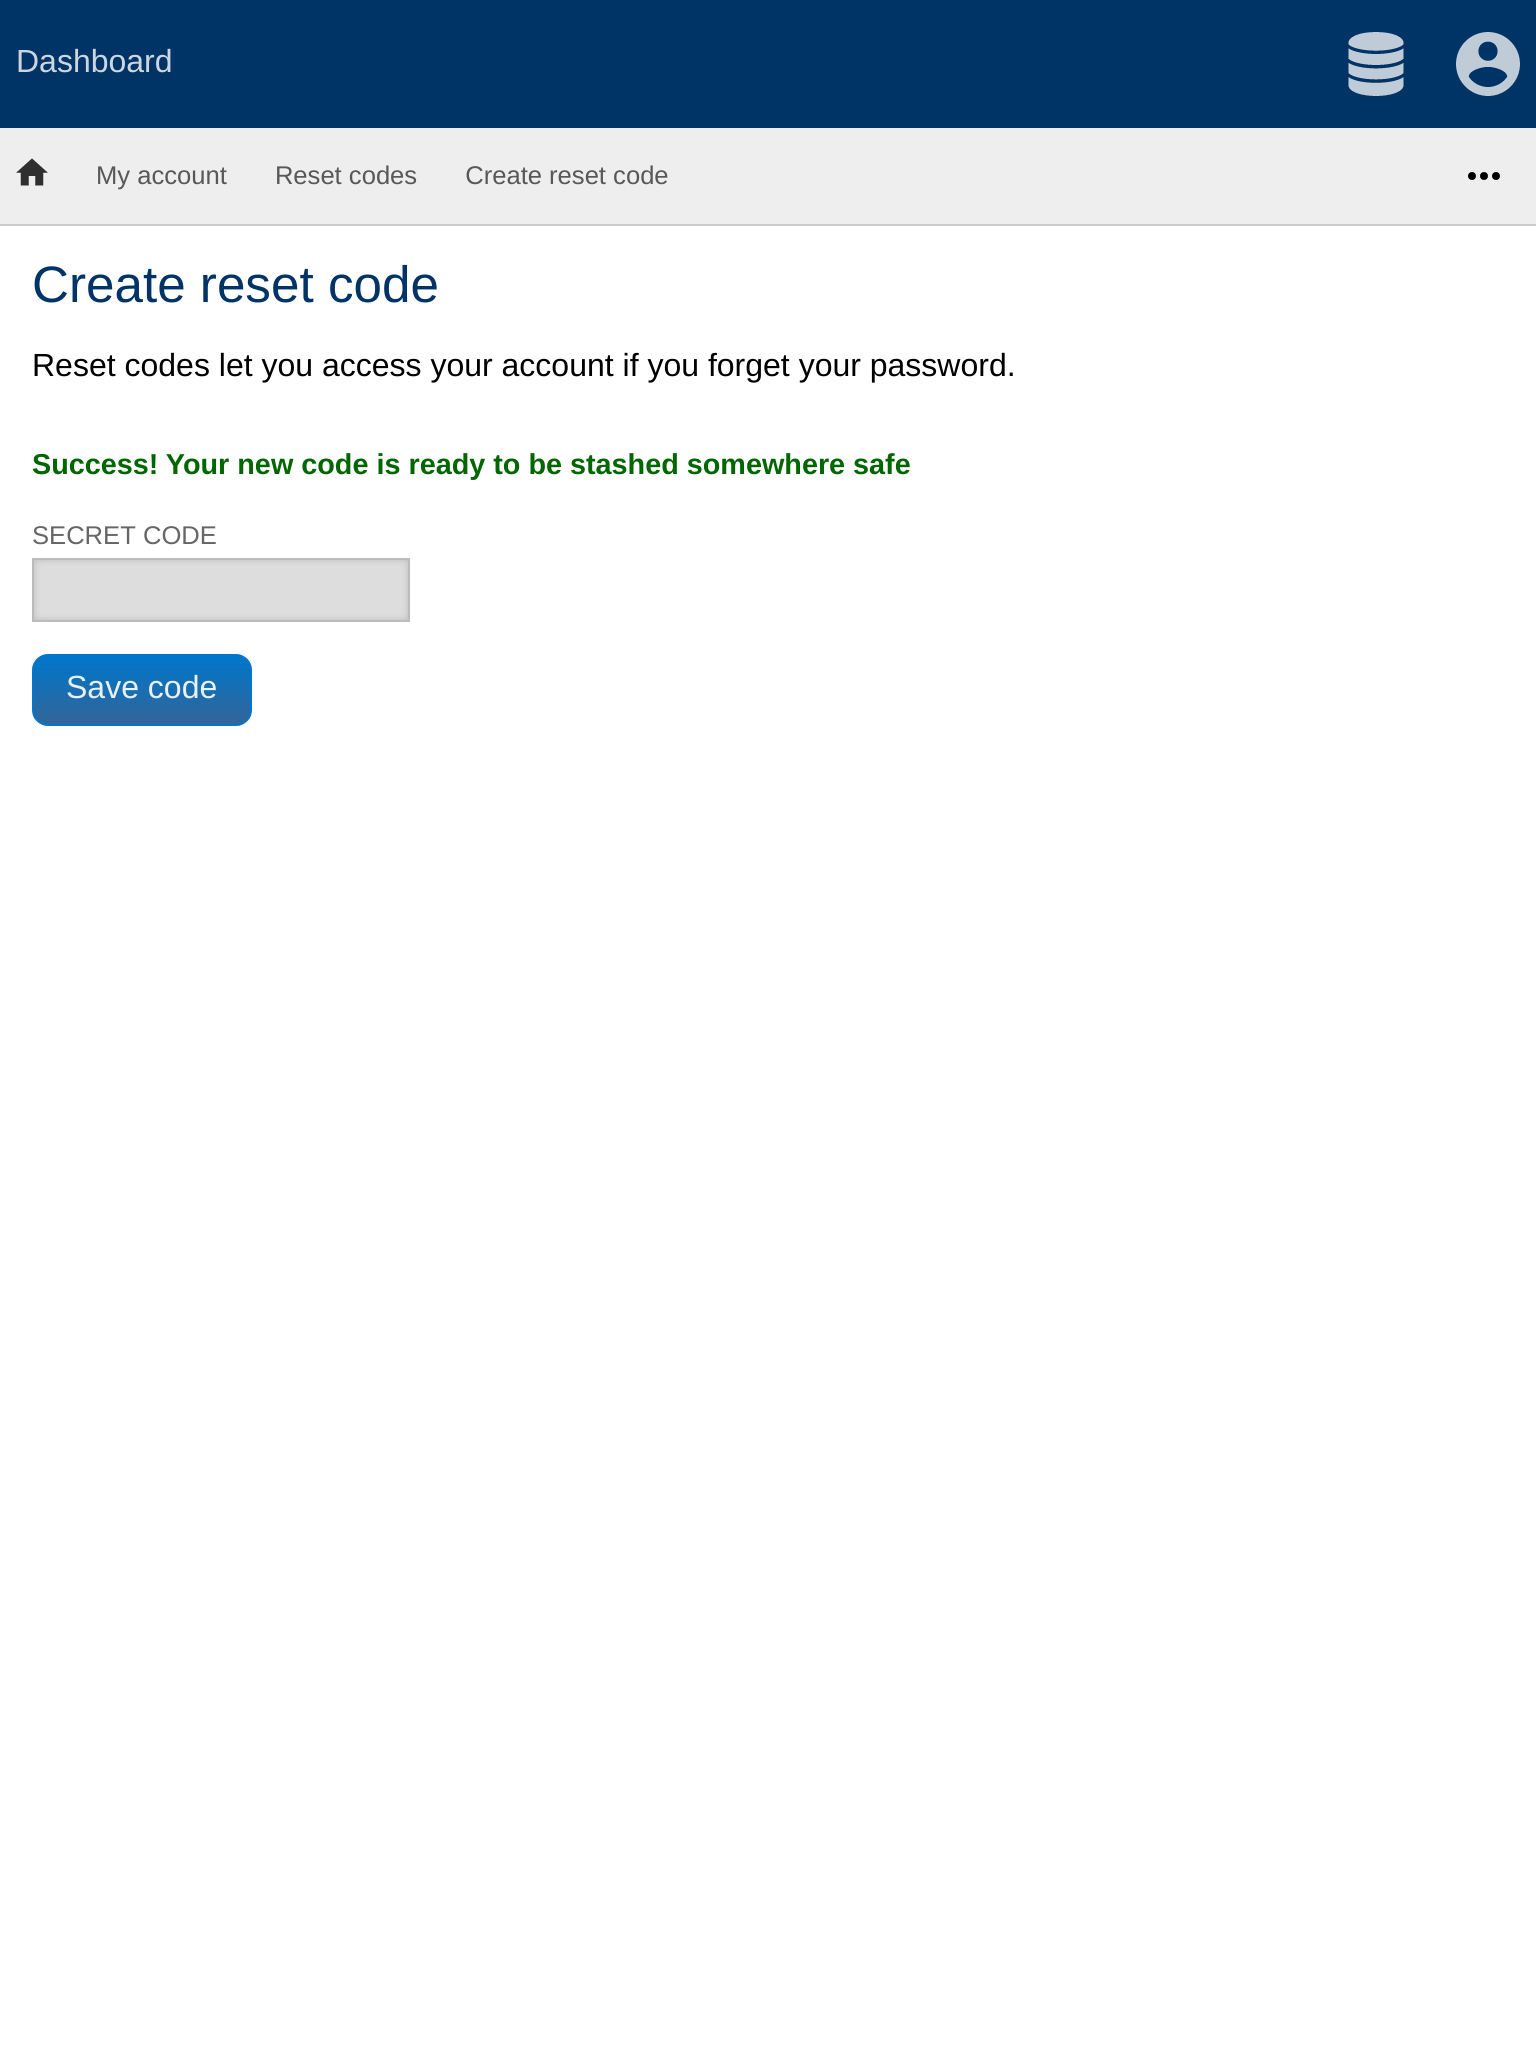 Dashboard
My account Reset codes Create reset code
Create reset code
Reset codes let you access your account if you forget your password.
Success! Your new code is ready to be stashed somewhere safe
SECRET CODE
Save code